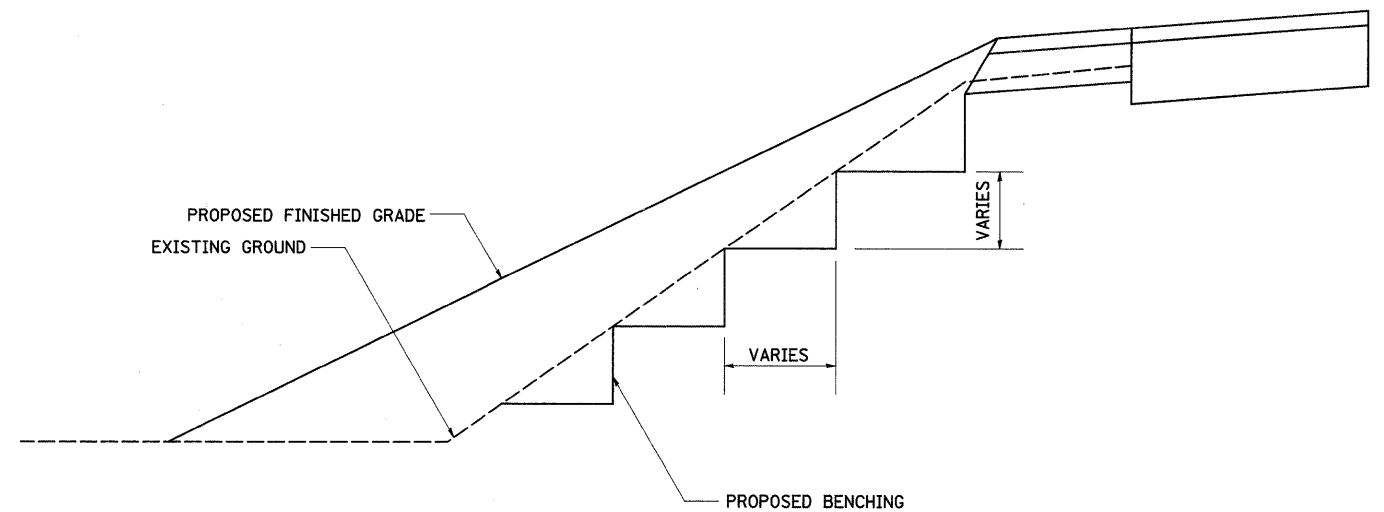 PROPOSED FINISHED GRADE
EXISTING GROUND
VARIES
VARIES
PROPOSED BENCHING